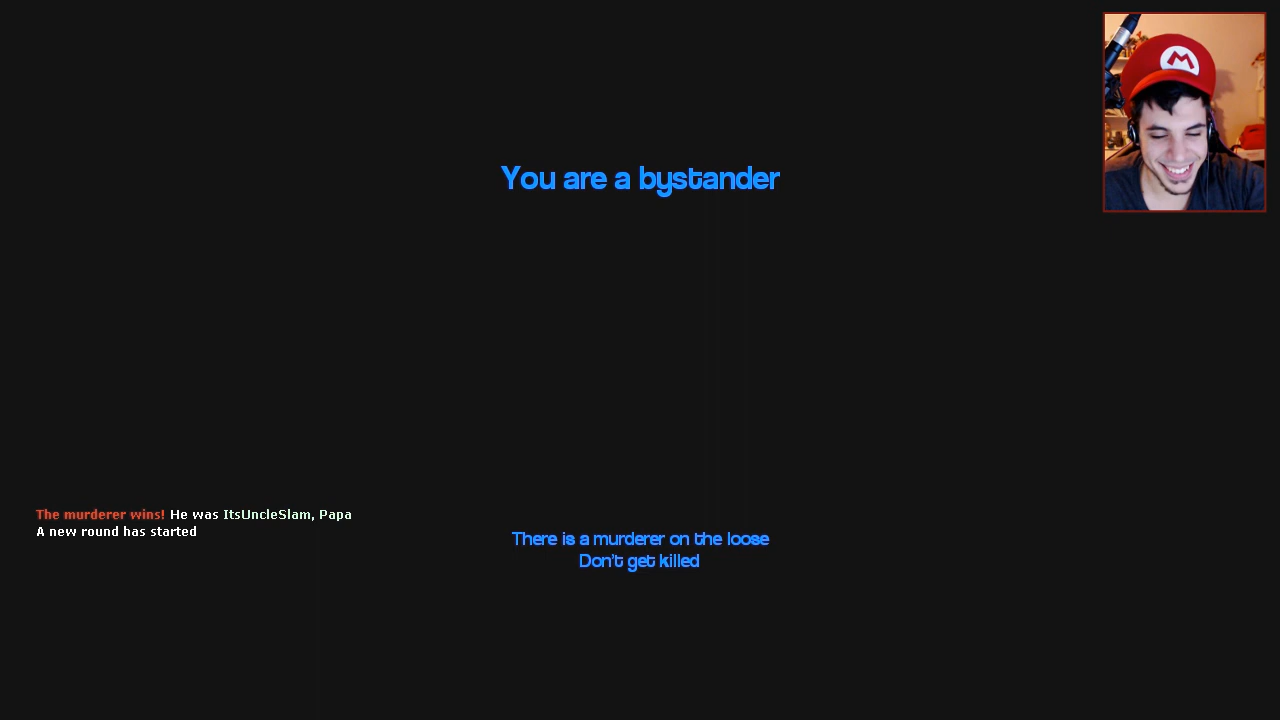 You are a bystander
The murderer wins! He was ItsUncleSlam, Papa
A new round has started
There is a murderer on the loose
Don't get killed
M